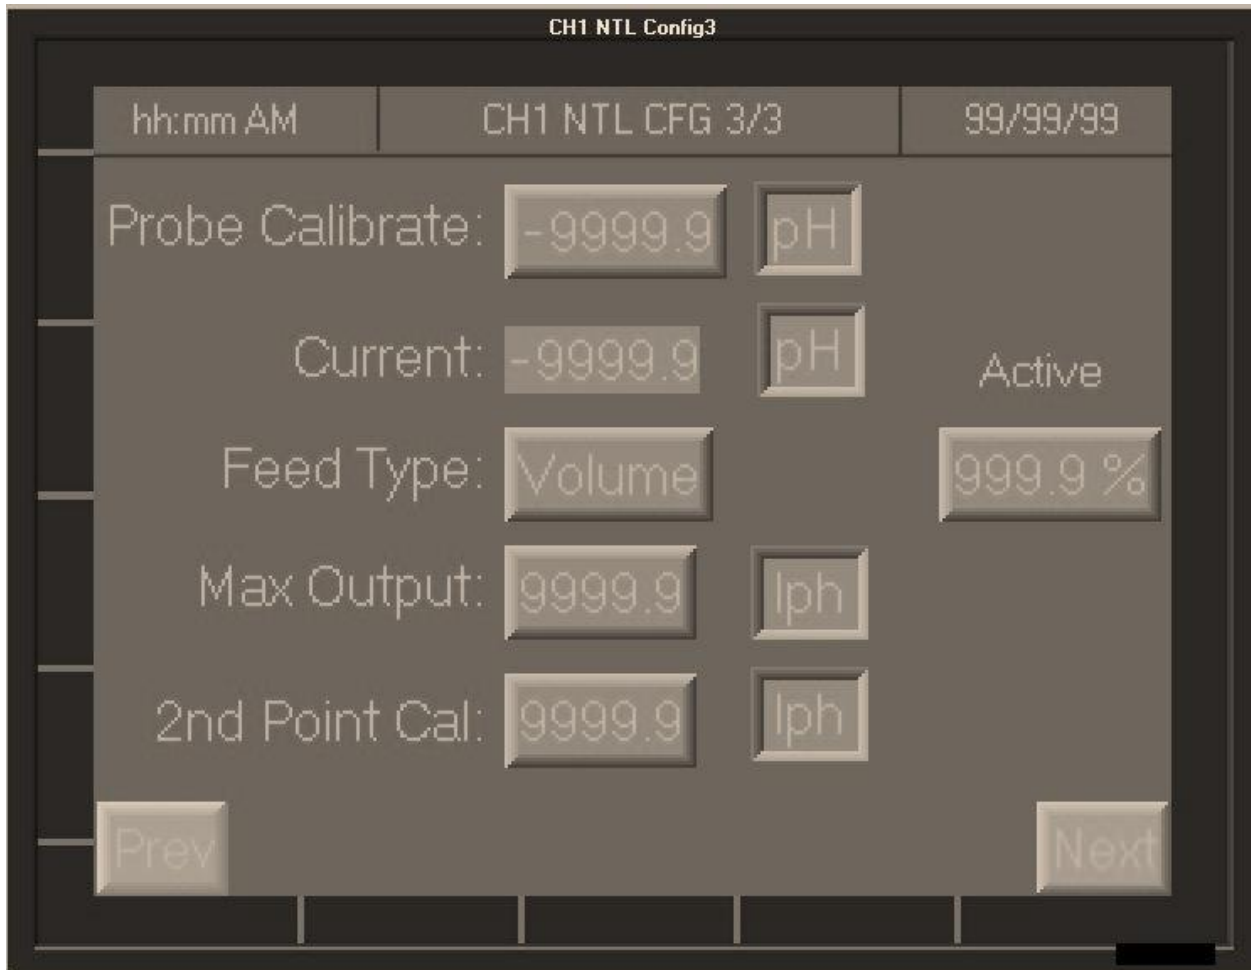 CH1 NTL Config3
hh:mm AM CH1 NTL CFG 3/3 99/99/99
Probe Calibrate: -9999.9 pH
Current: -9999.9 pH
Active
Feed Type: Volume 999.9 %
Max Output: 9999.9 lph
2nd Point Cal: 9999.9 lph
Prev Next